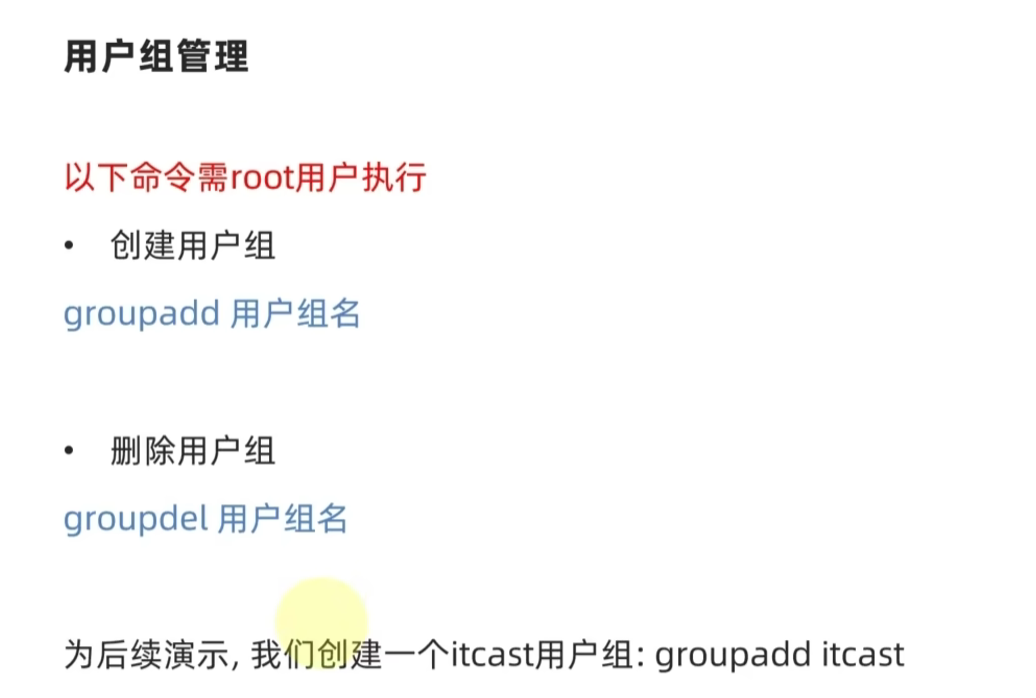 用户组管理
以下命令需root用户执行
• 创建用户组
groupadd 用户组名
• 删除用户组
groupdel 用户组名
为后续演示, 我们创建一个itcast用户组: groupadd itcast